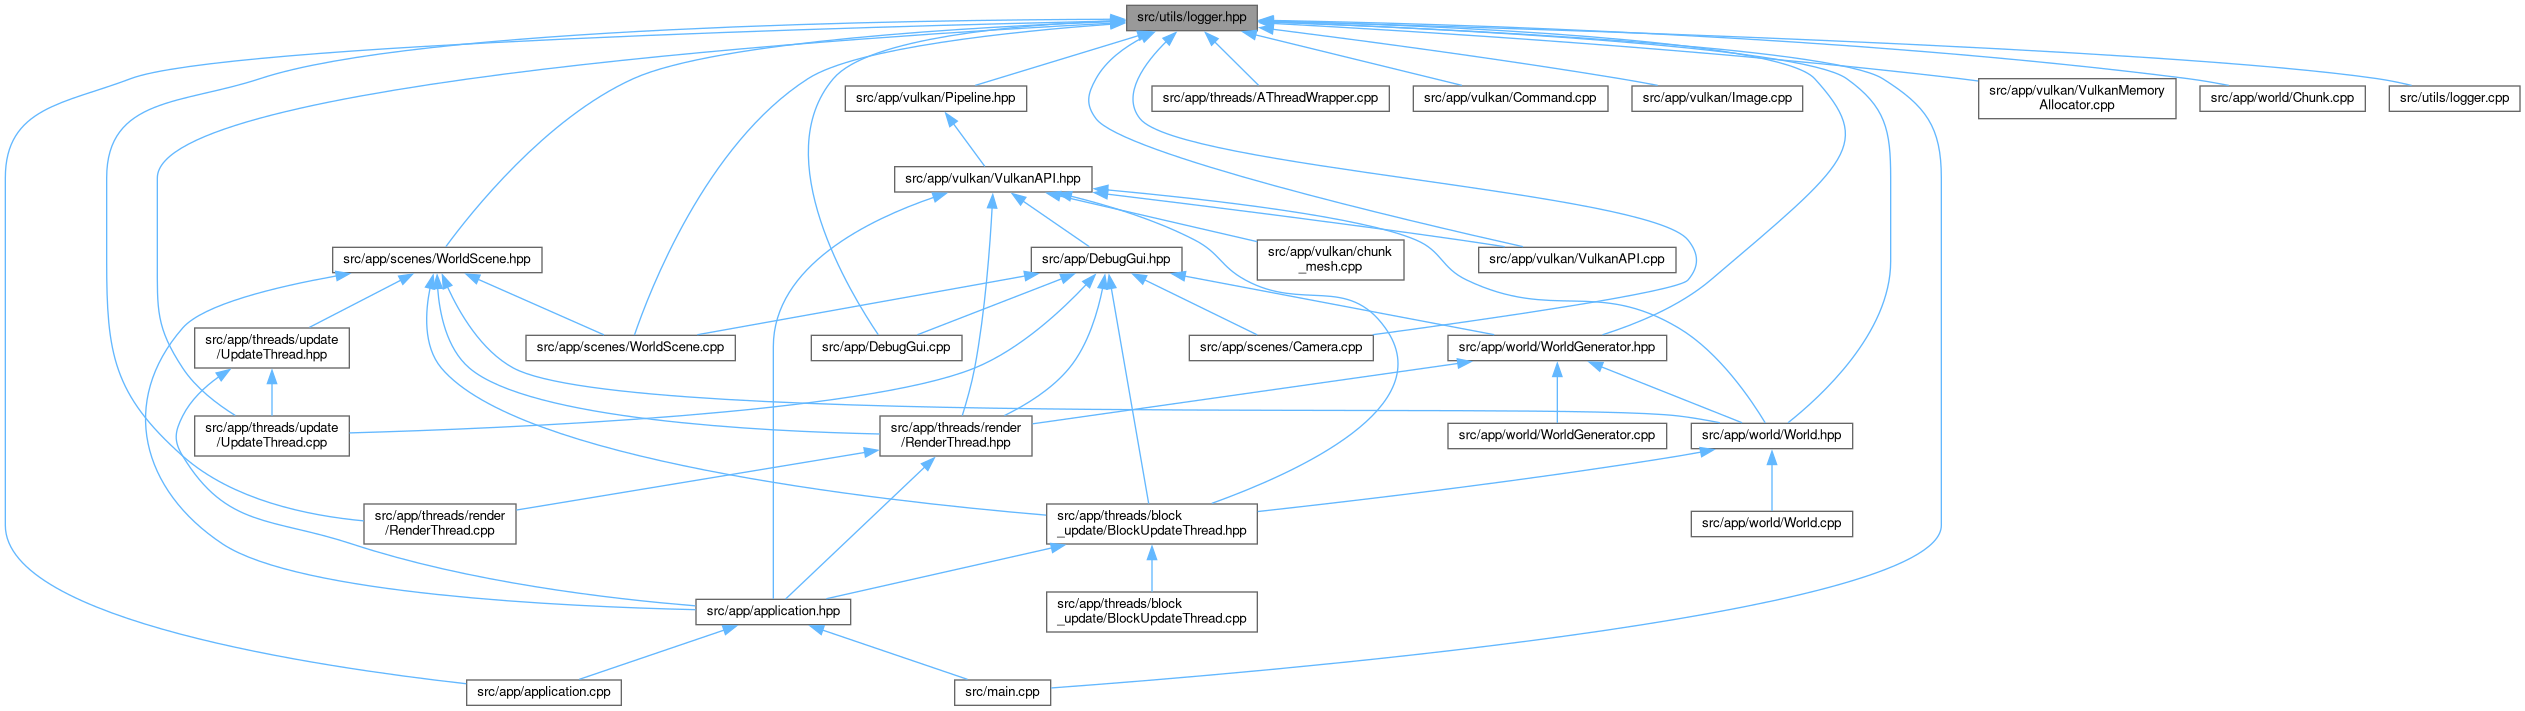 src/utils/logger.hpp
src/app/vulkan/Pipeline.hpp
src/app/threads/AThreadWrapper.cpp
src/app/vulkan/Command.cpp
src/app/vulkan/Image.cpp
src/app/vulkan/VulkanMemory
Allocator.cpp
src/app/world/Chunk.cpp
src/utils/logger.cpp
src/app/vulkan/VulkanAPI.hpp
src/app/scenes/WorldScene.hpp
src/app/DebugGui.hpp
src/app/vulkan/chunk
_mesh.cpp
src/app/vulkan/VulkanAPI.cpp
src/app/threads/update
/UpdateThread.hpp
src/app/scenes/WorldScene.cpp
src/app/DebugGui.cpp
src/app/scenes/Camera.cpp
src/app/world/WorldGenerator.hpp
src/app/threads/update
/UpdateThread.cpp
src/app/threads/render
/RenderThread.hpp
src/app/world/WorldGenerator.cpp
src/app/world/World.hpp
src/app/threads/render
/RenderThread.cpp
src/app/threads/block
_update/BlockUpdateThread.hpp
src/app/world/World.cpp
src/app/application.hpp
src/app/threads/block
_update/BlockUpdateThread.cpp
src/app/application.cpp
src/main.cpp